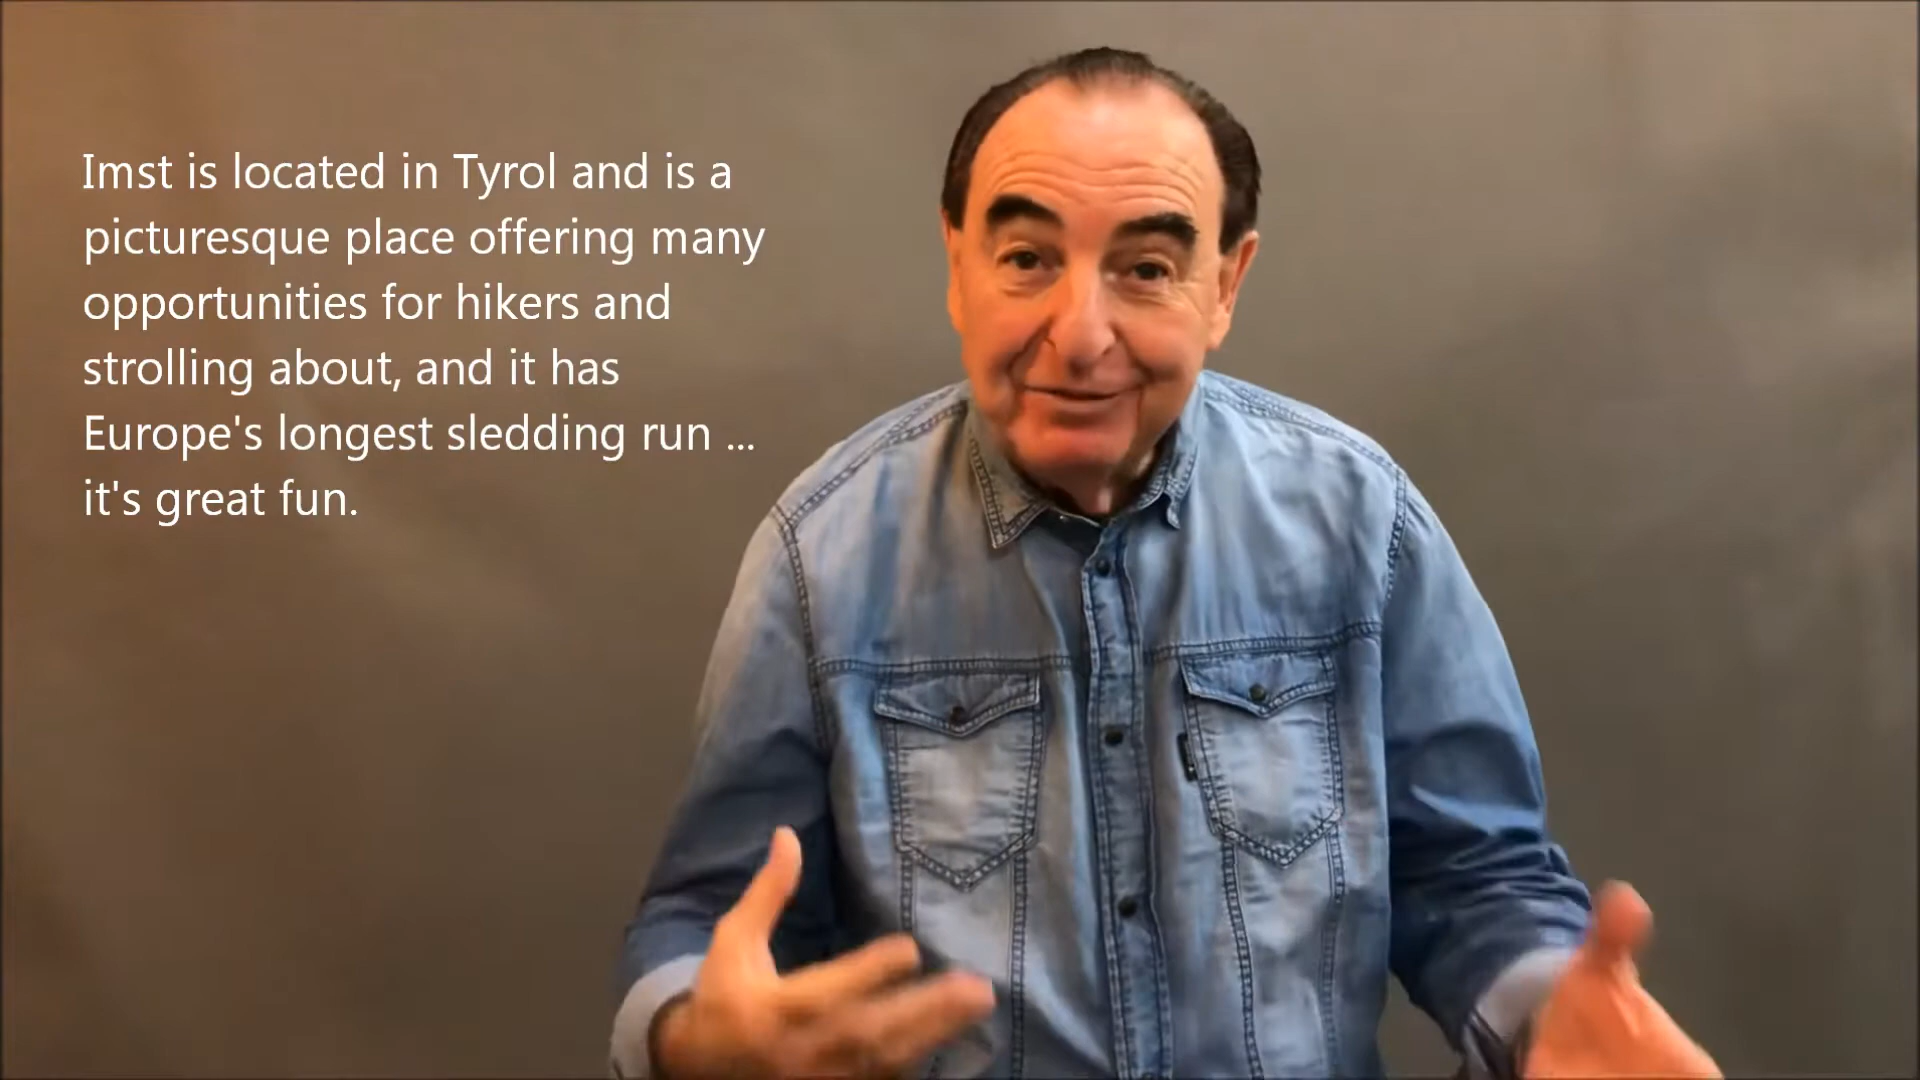 Imst is located in Tyrol and is a
picturesque place offering many
opportunities for hikers and
strolling about, and it has
Europe's longest sledding run ...
it's great fun.